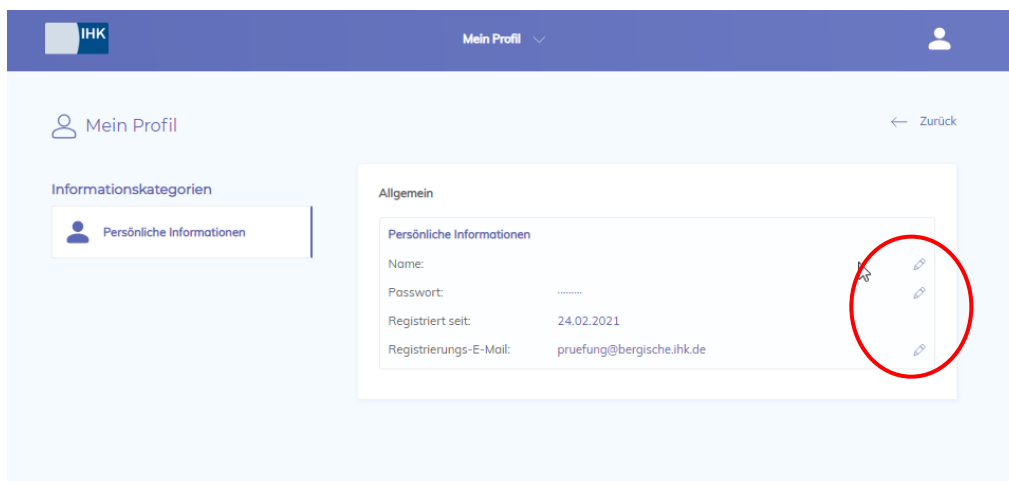 IHK
Mein Profil
Mein Profil
Zurück
Informationskategorien
Persönliche Informationen
Allgemein
Persönliche Informationen
Name:
Passwort: ·········
Registriert seit: 24.02.2021
Registrierungs-E-Mail: pruefung@bergische.ihk.de